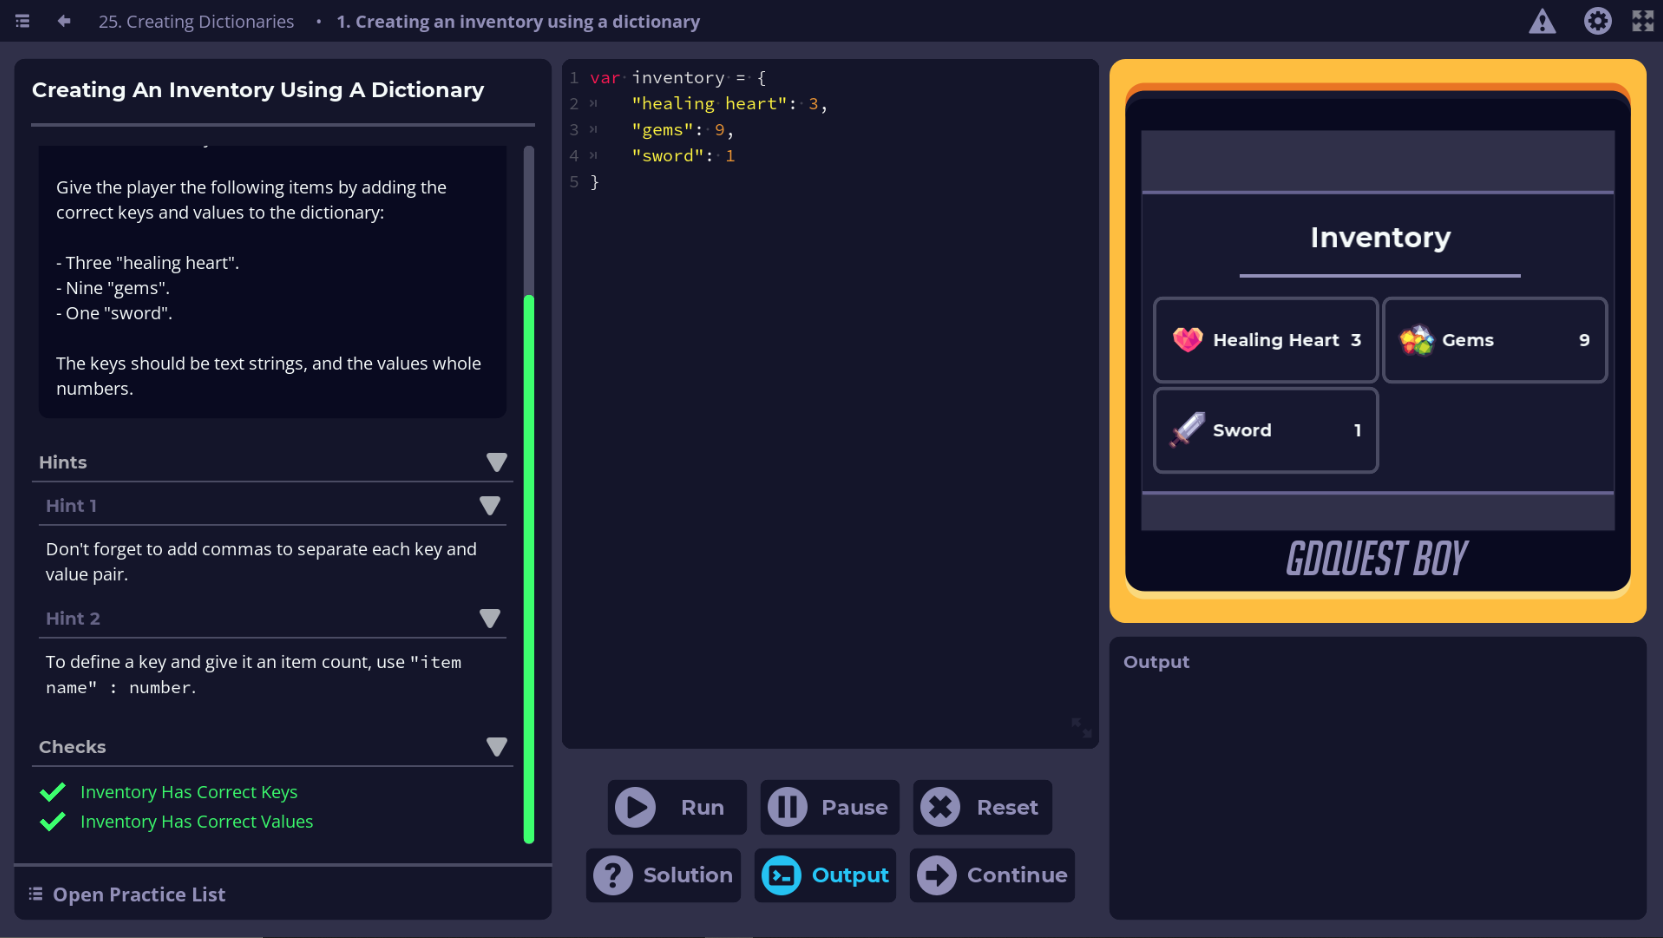 25. Creating Dictionaries • 1. Creating an inventory using a dictionary
Creating An Inventory Using A Dictionary
Give the player the following items by adding the
correct keys and values to the dictionary:
- Three "healing heart".
- Nine "gems".
- One "sword".
The keys should be text strings, and the values whole
numbers.
Hints
Hint 1
Don't forget to add commas to separate each key and
value pair.
Hint 2
To define a key and give it an item count, use "item
name" : number.
Checks
Inventory Has Correct Keys
Inventory Has Correct Values
Open Practice List
1 var inventory = {
2 "healing heart": 3,
3 "gems": 9,
4 "sword": 1
5 }
Run
Pause
Reset
Solution
Output
Continue
Inventory
Healing Heart 3
Gems 9
Sword 1
GDQUEST BOY
Output